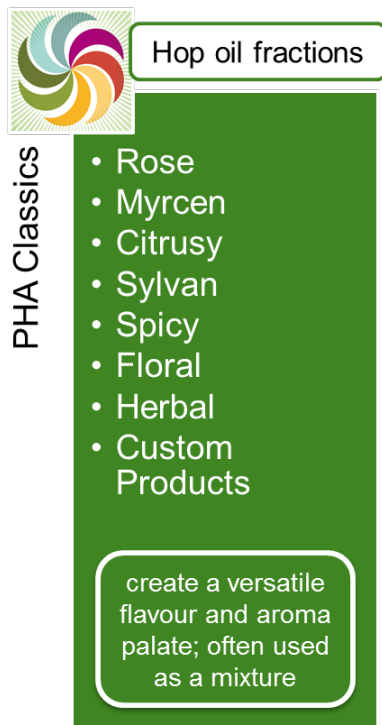 Hop oil fractions
PHA Classics
• Rose
• Myrcen
• Citrusy
• Sylvan
• Spicy
• Floral
• Herbal
• Custom
Products
create a versatile
flavour and aroma
palate; often used
as a mixture